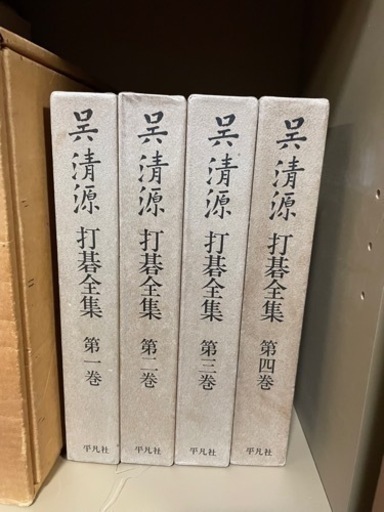 呉清源 打碁全集 第一巻 平凡社
呉清源 打碁全集 第二巻 平凡社
呉清源 打碁全集 第三巻 平凡社
呉清源 打碁全集 第四巻 平凡社